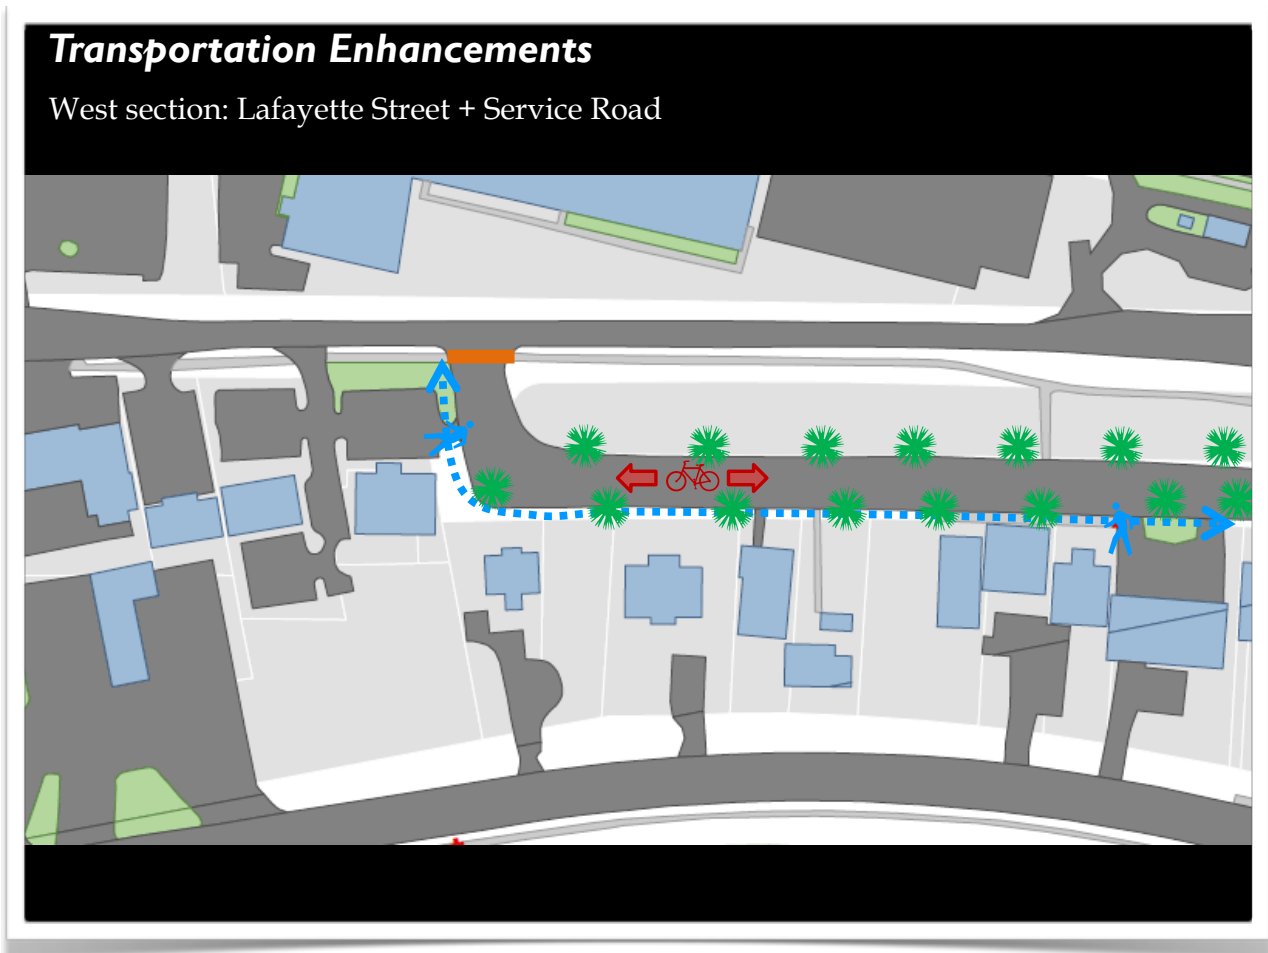 Transportation Enhancements
West section: Lafayette Street + Service Road